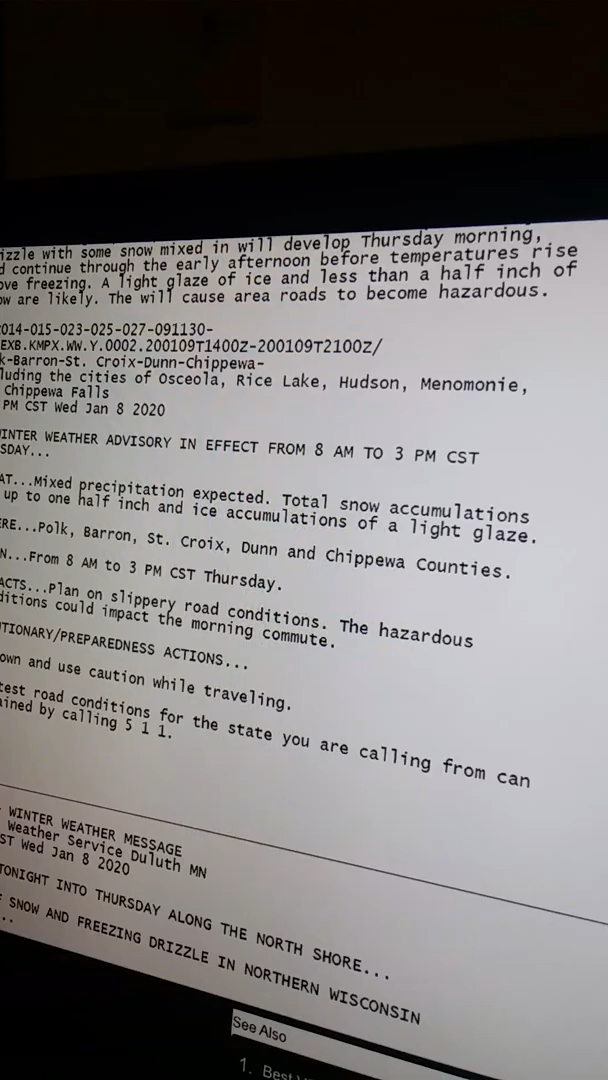 izzle with some snow mixed in will develop Thursday morning,
d continue through the early afternoon before temperatures rise
ove freezing. A light glaze of ice and less than a half inch of
ow are likely. The will cause area roads to become hazardous.
014-015-023-025-027-091130-
EXB.KMPX.WW.Y.0002.200109T1400Z-200109T2100Z/
k-Barron-St. Croix-Dunn-Chippewa-
luding the cities of Osceola, Rice Lake, Hudson, Menomonie,
Chippewa Falls
PM CST Wed Jan 8 2020
INTER WEATHER ADVISORY IN EFFECT FROM 8 AM TO 3 PM CST
SDAY...
AT...Mixed precipitation expected. Total snow accumulations
up to one half inch and ice accumulations of a light glaze.
ERE...Polk, Barron, St. Croix, Dunn and Chippewa Counties.
N...From 8 AM to 3 PM CST Thursday.
ACTS...Plan on slippery road conditions. The hazardous
ditions could impact the morning commute.
TIONARY/PREPAREDNESS ACTIONS...
own and use caution while traveling.
test road conditions for the state you are calling from can
ained by calling 5 1 1.
WINTER WEATHER MESSAGE
Weather Service Duluth MN
ST Wed Jan 8 2020
TONIGHT INTO THURSDAY ALONG THE NORTH SHORE...
F SNOW AND FREEZING DRIZZLE IN NORTHERN WISCONSIN
...
See Also
1. Best